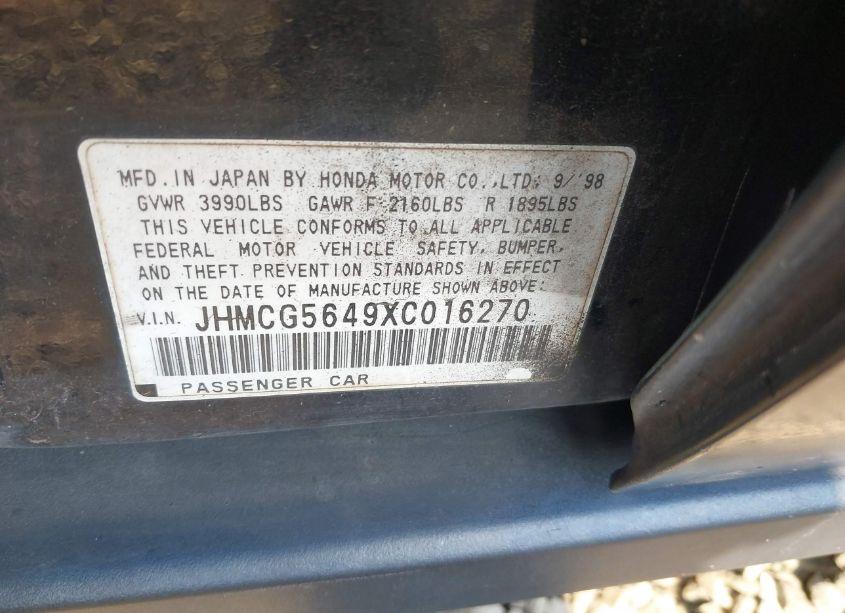 MFD. IN JAPAN BY HONDA MOTOR CO.,LTD. 9/'98
GVWR 3990LBS GAWR F 2160LBS R 1895LBS
THIS VEHICLE CONFORMS TO ALL APPLICABLE
FEDERAL MOTOR VEHICLE SAFETY, BUMPER,
AND THEFT PREVENTION STANDARDS IN EFFECT
ON THE DATE OF MANUFACTURE SHOWN ABOVE.
V.I.N. JHMCG5649XC016270
PASSENGER CAR